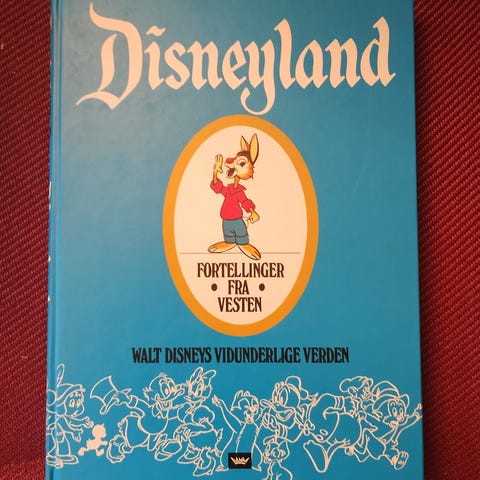 Disneyland
FORTELLINGER
• FRA •
VESTEN
WALT DISNEYS VIDUNDERLIGE VERDEN